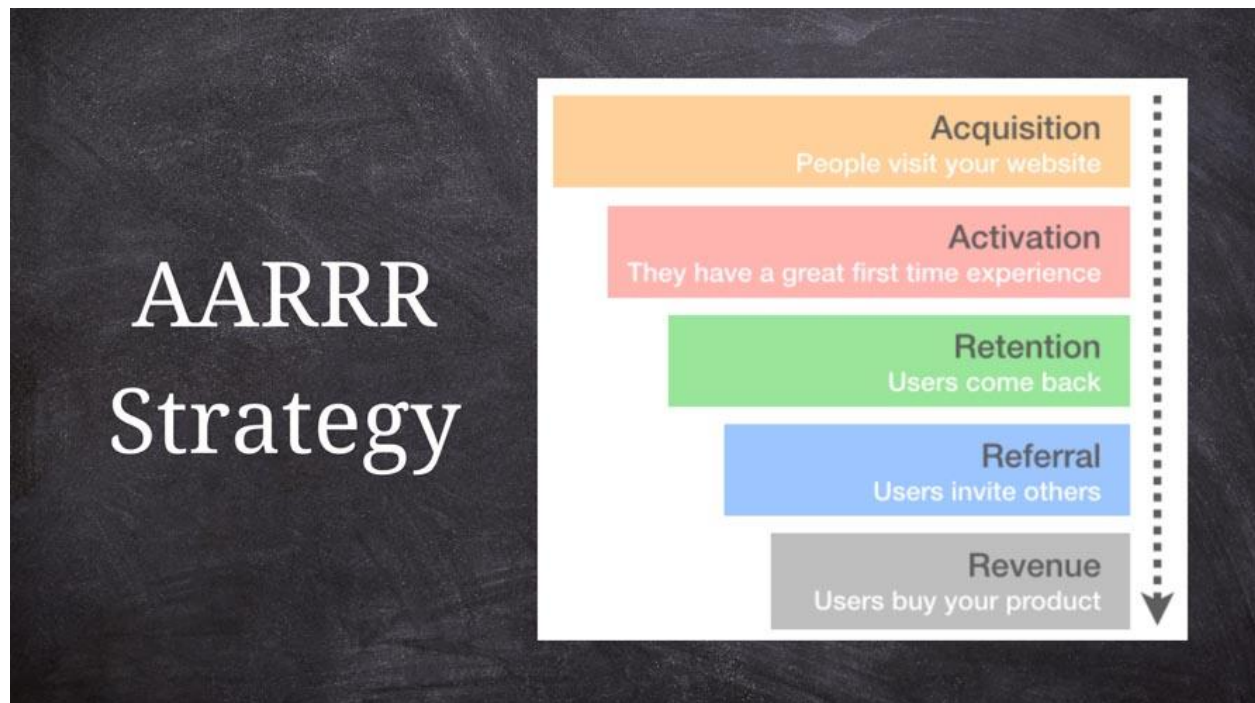 AARRR
Strategy
Acquisition
People visit your website
Activation
They have a great first time experience
Retention
Users come back
Referral
Users invite others
Revenue
Users buy your product